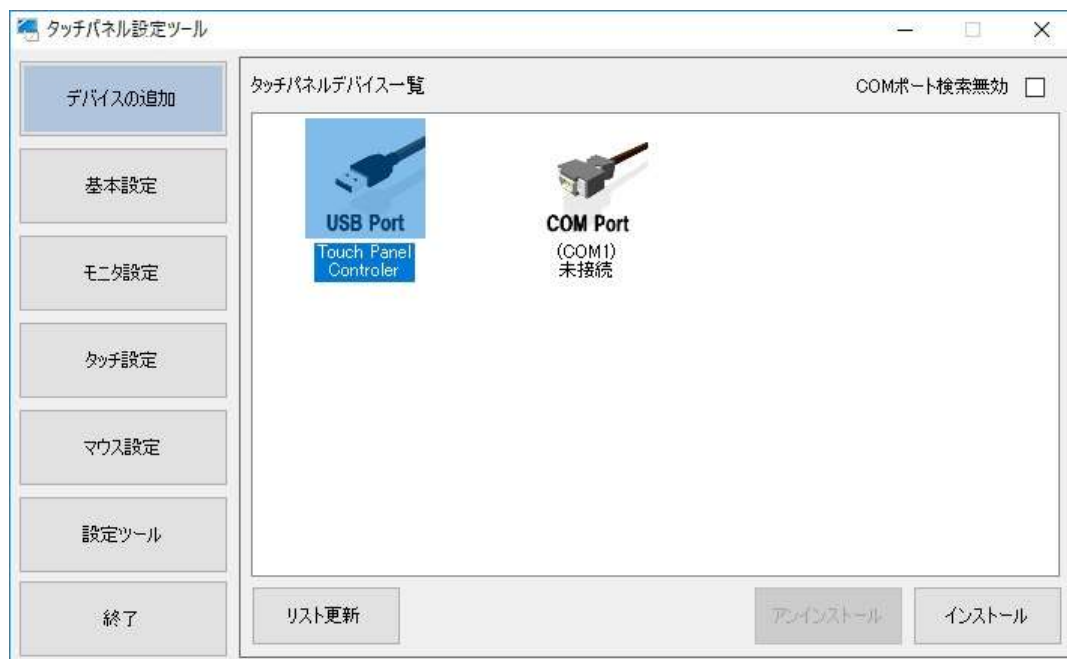 タッチパネル設定ツール
デバイスの追加
基本設定
モニタ設定
タッチ設定
マウス設定
設定ツール
終了
タッチパネルデバイス一覧
COMポート検索無効
USB Port
Touch Panel
Controler
COM Port
(COM1)
未接続
リスト更新
アンインストール
インストール